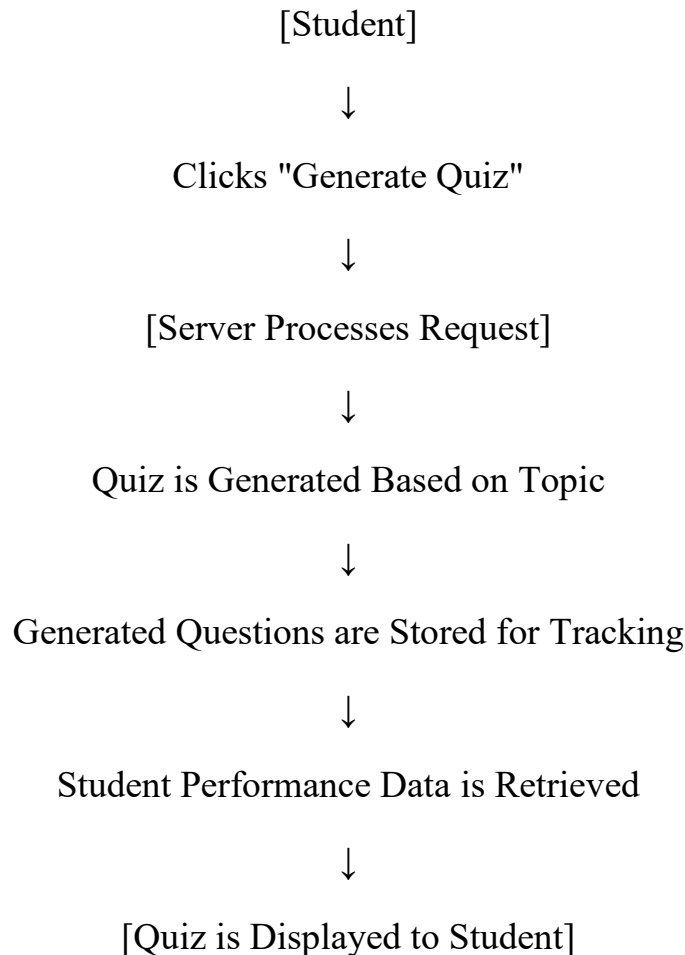 [Student]
↓
Clicks "Generate Quiz"
↓
[Server Processes Request]
↓
Quiz is Generated Based on Topic
↓
Generated Questions are Stored for Tracking
↓
Student Performance Data is Retrieved
↓
[Quiz is Displayed to Student]